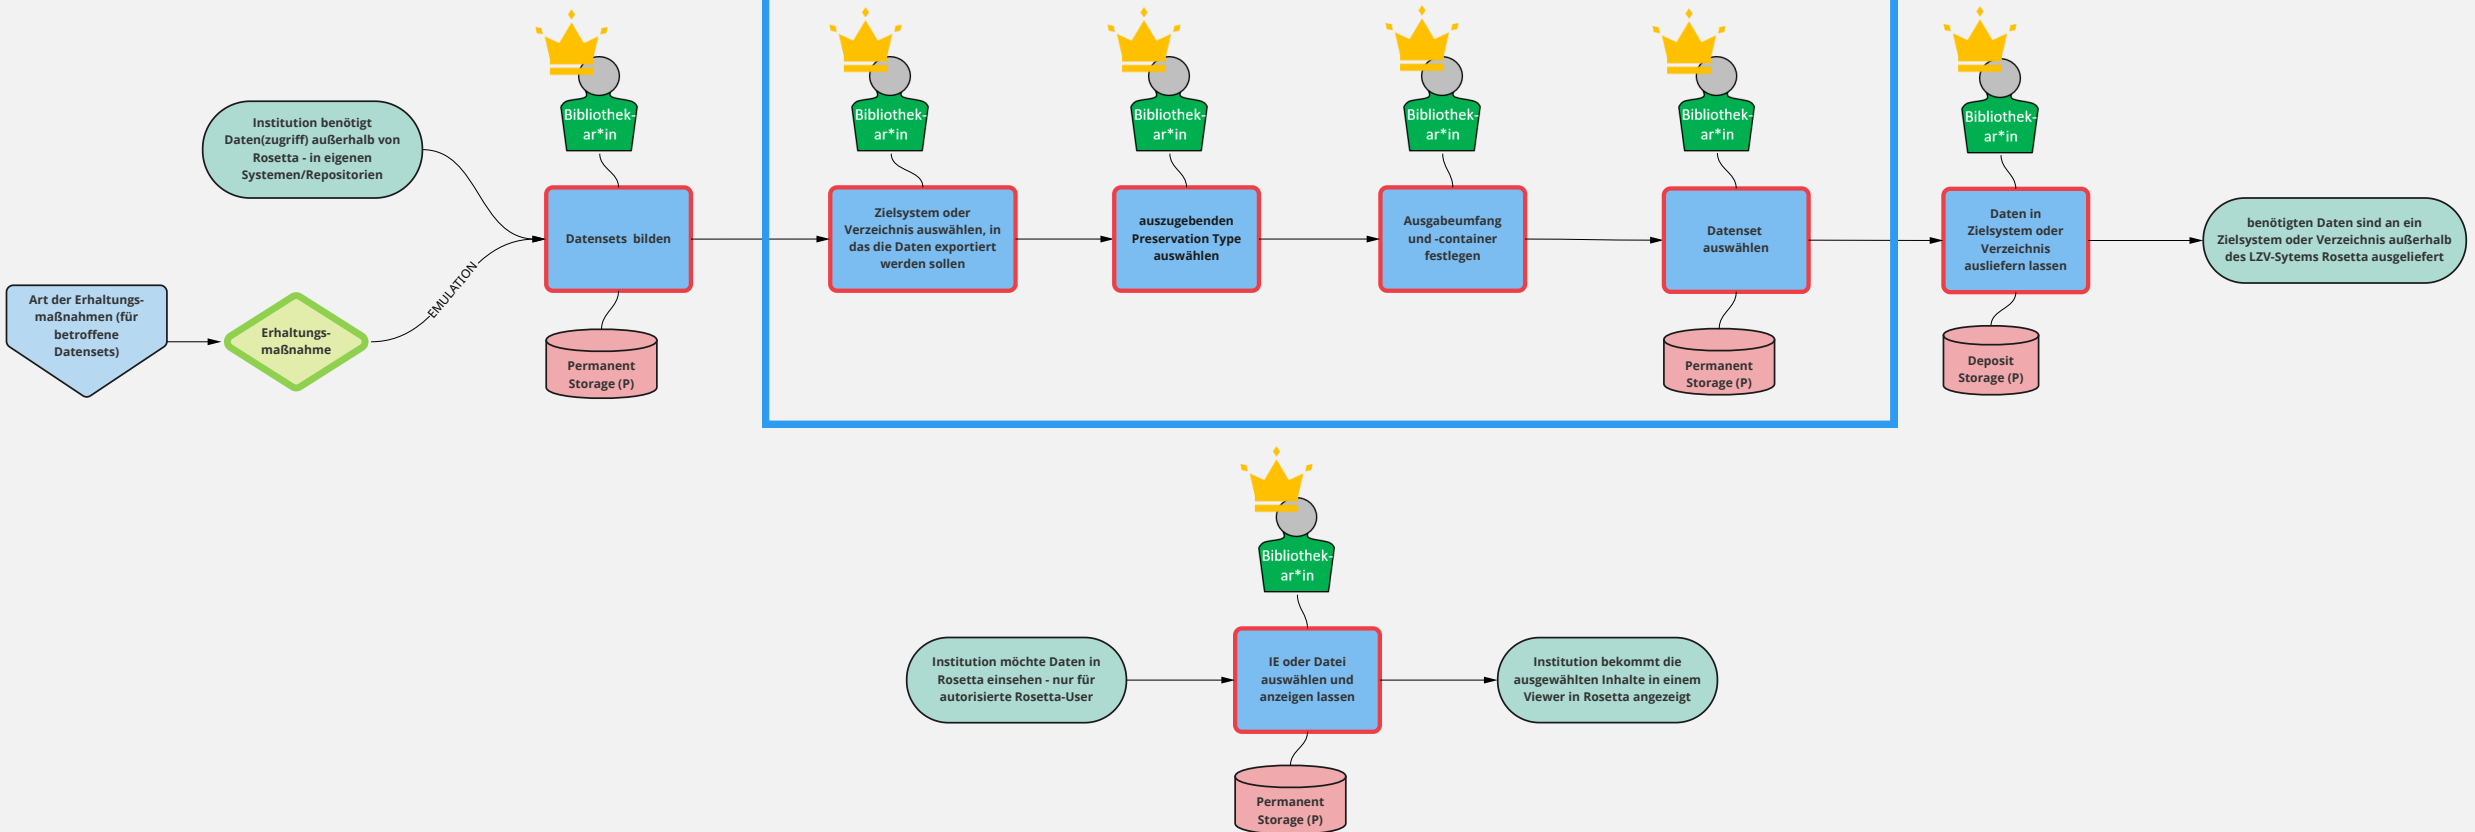 Bibliothek-
ar*in
Bibliothek-
ar*in
Bibliothek-
ar*in
Bibliothek-
ar*in
Bibliothek-
ar*in
Bibliothek-
ar*in
Institution benötigt
Daten(zugriff) außerhalb von
Rosetta - in eigenen
Systemen/Repositorien
Art der Erhaltungs-
maßnahmen (für
betroffene
Datensets)
Erhaltungs-
maßnahme
EMULATION
Datensets bilden
Permanent
Storage (P)
Zielsystem oder
Verzeichnis auswählen, in
das die Daten exportiert
werden sollen
auszugebenden
Preservation Type
auswählen
Ausgabeumfang
und -container
festlegen
Datenset
auswählen
Permanent
Storage (P)
Daten in
Zielsystem oder
Verzeichnis
ausliefern lassen
Deposit
Storage (P)
benötigten Daten sind an ein
Zielsystem oder Verzeichnis außerhalb
des LZV-Sytems Rosetta ausgeliefert
Bibliothek-
ar*in
Institution möchte Daten in
Rosetta einsehen - nur für
autorisierte Rosetta-User
IE oder Datei
auswählen und
anzeigen lassen
Institution bekommt die
ausgewählten Inhalte in einem
Viewer in Rosetta angezeigt
Permanent
Storage (P)